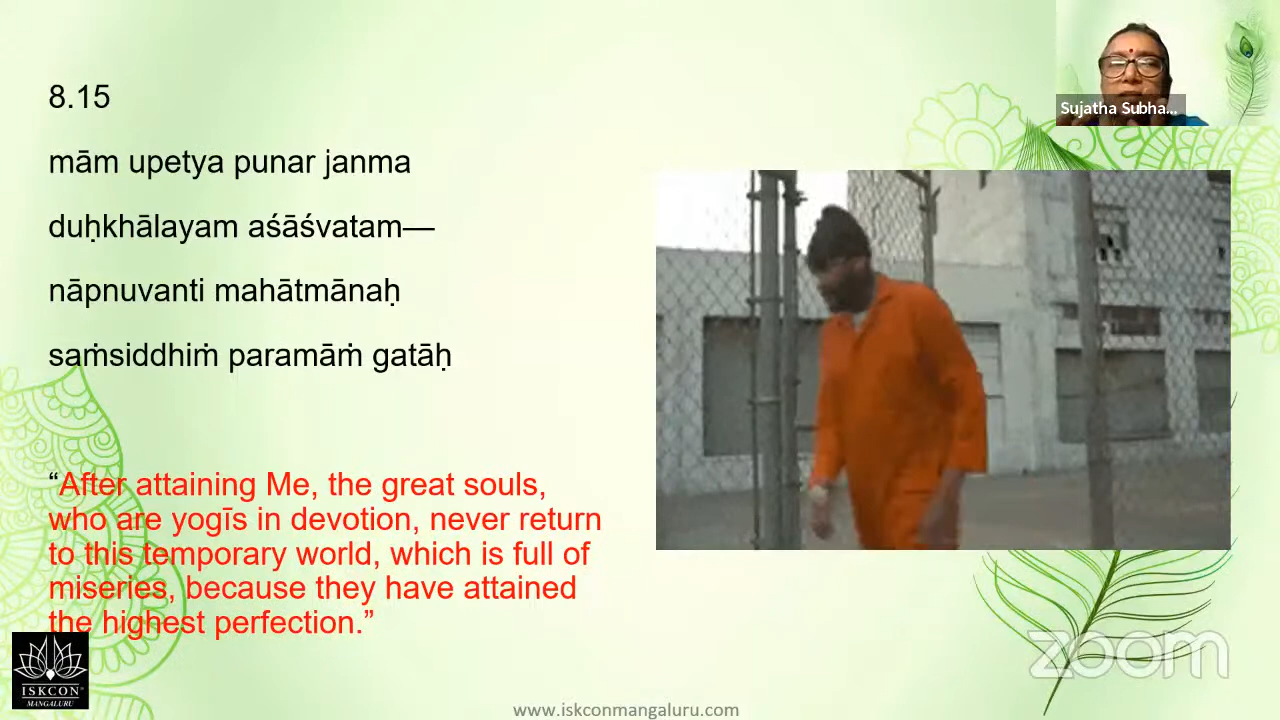 8.15
Sujatha Subha...
mām upetya punar janma
duḥkhālayam aśāśvatam—
nāpnuvanti mahātmānaḥ
saṁsiddhiṁ paramāṁ gatāḥ
“After attaining Me, the great souls,
who are yogīs in devotion, never return
to this temporary world, which is full of
miseries, because they have attained
the highest perfection.”
ISKCON®
MANGALURU
zoom
www.iskconmangaluru.com